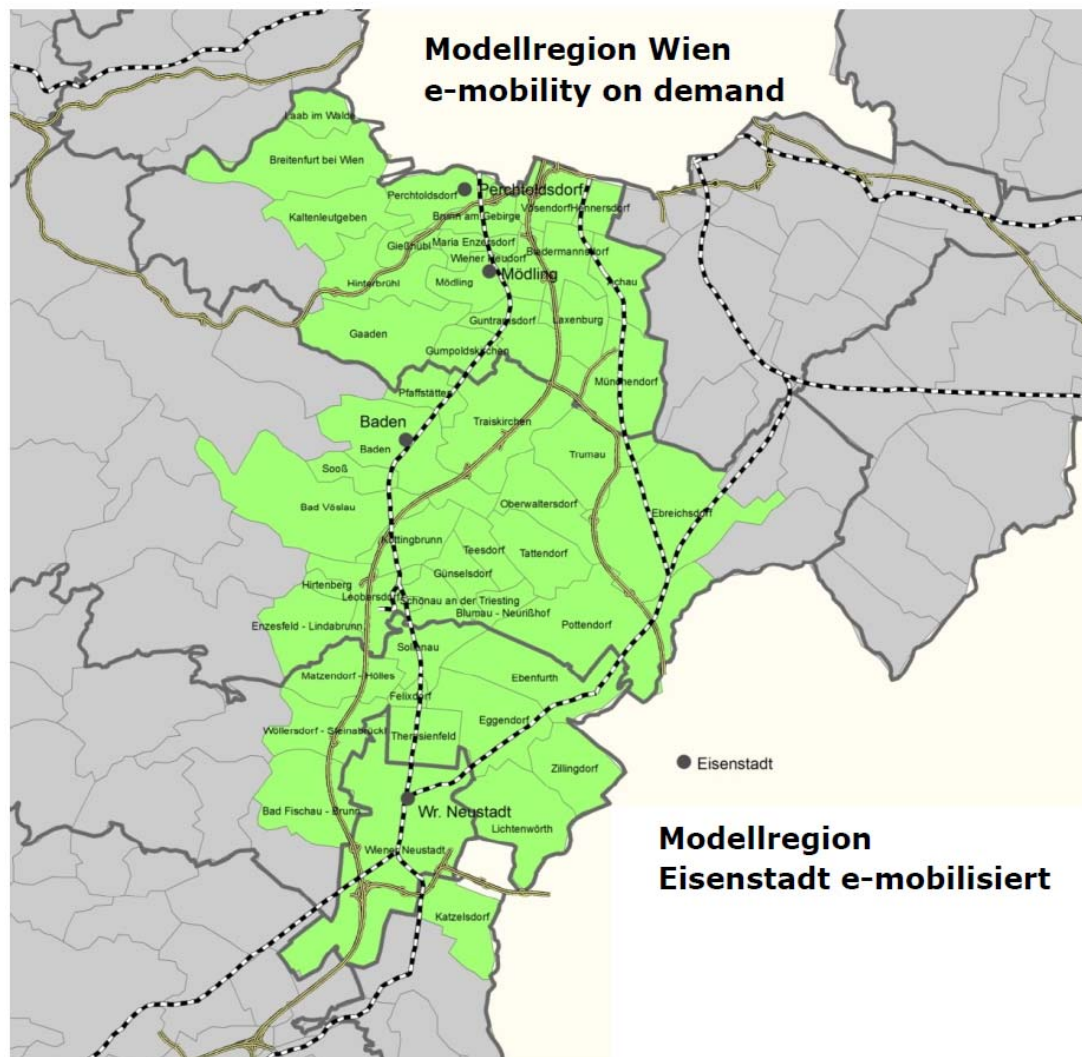 Modellregion Wien
e-mobility on demand
Laab im Walde
Breitenfurt bei Wien
Perchtoldsdorf
Perchtoldsdorf
Kaltenleutgeben
Brunn am Gebirge
Vösendorf
Hennersdorf
Gießhübl
Maria Enzersdorf
Wiener Neudorf
Biedermannsdorf
Mödling
Hinterbrühl
Mödling
Achau
Guntramsdorf
Laxenburg
Gaaden
Gumpoldskirchen
Münchendorf
Pfaffstätten
Baden
Traiskirchen
Baden
Trumau
Sooß
Bad Vöslau
Oberwaltersdorf
Ebreichsdorf
Kottingbrunn
Teesdorf
Tattendorf
Günselsdorf
Hirtenberg
Leobersdorf
Schönau an der Triesting
Blumau - Neurißhof
Enzesfeld - Lindabrunn
Pottendorf
Sollenau
Matzendorf - Hölles
Ebenfurth
Felixdorf
Eggendorf
Wöllersdorf - Steinabrückl
Theresienfeld
Zillingdorf
Eisenstadt
Bad Fischau - Brunn
Wr. Neustadt
Lichtenwörth
Wiener Neustadt
Modellregion
Eisenstadt e-mobilisiert
Katzelsdorf